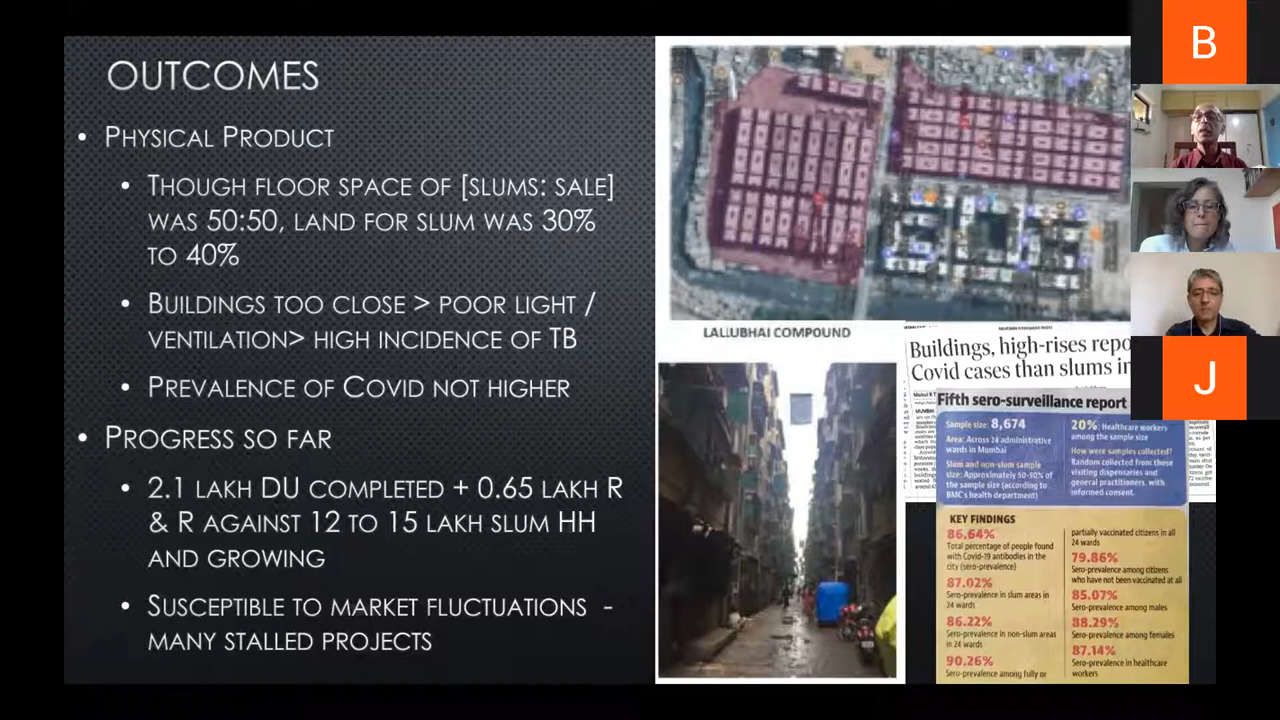 OUTCOMES
• PHYSICAL PRODUCT
• THOUGH FLOOR SPACE OF [SLUMS: SALE]
WAS 50:50, LAND FOR SLUM WAS 30%
TO 40%
• BUILDINGS TOO CLOSE > POOR LIGHT /
VENTILATION> HIGH INCIDENCE OF TB
• PREVALENCE OF COVID NOT HIGHER
• PROGRESS SO FAR
• 2.1 LAKH DU COMPLETED + 0.65 LAKH R
& R AGAINST 12 TO 15 LAKH SLUM HH
AND GROWING
• SUSCEPTIBLE TO MARKET FLUCTUATIONS -
MANY STALLED PROJECTS
LALLUBHAI COMPOUND
Buildings, high-rises repo
Covid cases than slums in
Fifth sero-surveillance report
Sample size: 8,674
Area: Across 24 administrative
wards in Mumbai
Slum and non-slum sample
size: Approximately 50-50% of
the sample size (according to
BMC's health department)
20% Healthcare workers
among the sample size
How were samples collected?
Random collected from those
visiting dispensaries and
general practitioners, with
informed consent.
KEY FINDINGS
86.64%
Total percentage of people found
with Covid-19 antibodies in the
city (sero-prevalence)
87.02%
Sero-prevalence in slum areas in
24 wards
86.22%
Sero-prevalence in non-slum areas
in 24 wards
90.26%
Sero-prevalence among fully or
partially vaccinated citizens in all
24 wards
79.86%
Sero-prevalence among citizens
who have not been vaccinated at all
85.07%
Sero-prevalence among males
88.29%
Sero-prevalence among females
87.14%
Sero-prevalence in healthcare
workers
B
J